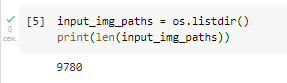 [5] input_img_paths = os.listdir()
print(len(input_img_paths))
0
сек.
9780